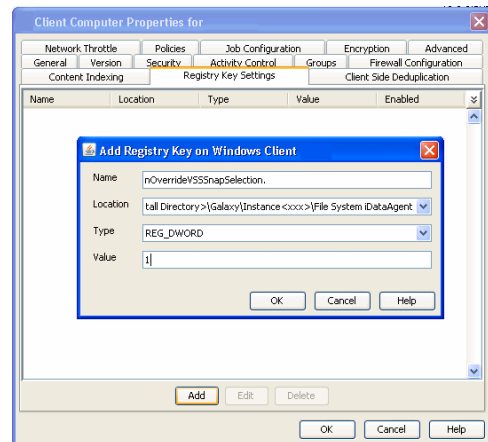 Client Computer Properties for
Network Throttle Policies Job Configuration Encryption Advanced
General Version Security Activity Control Groups Firewall Configuration
Content Indexing Registry Key Settings Client Side Deduplication
Name Location Type Value Enabled
Add Registry Key on Windows Client
Name nOverrideVSSSnapSelection.
Location tall Directory>\Galaxy\Instance<xxx>\File System iDataAgent
Type REG_DWORD
Value 1
OK Cancel Help
Add Edit Delete
OK Cancel Help